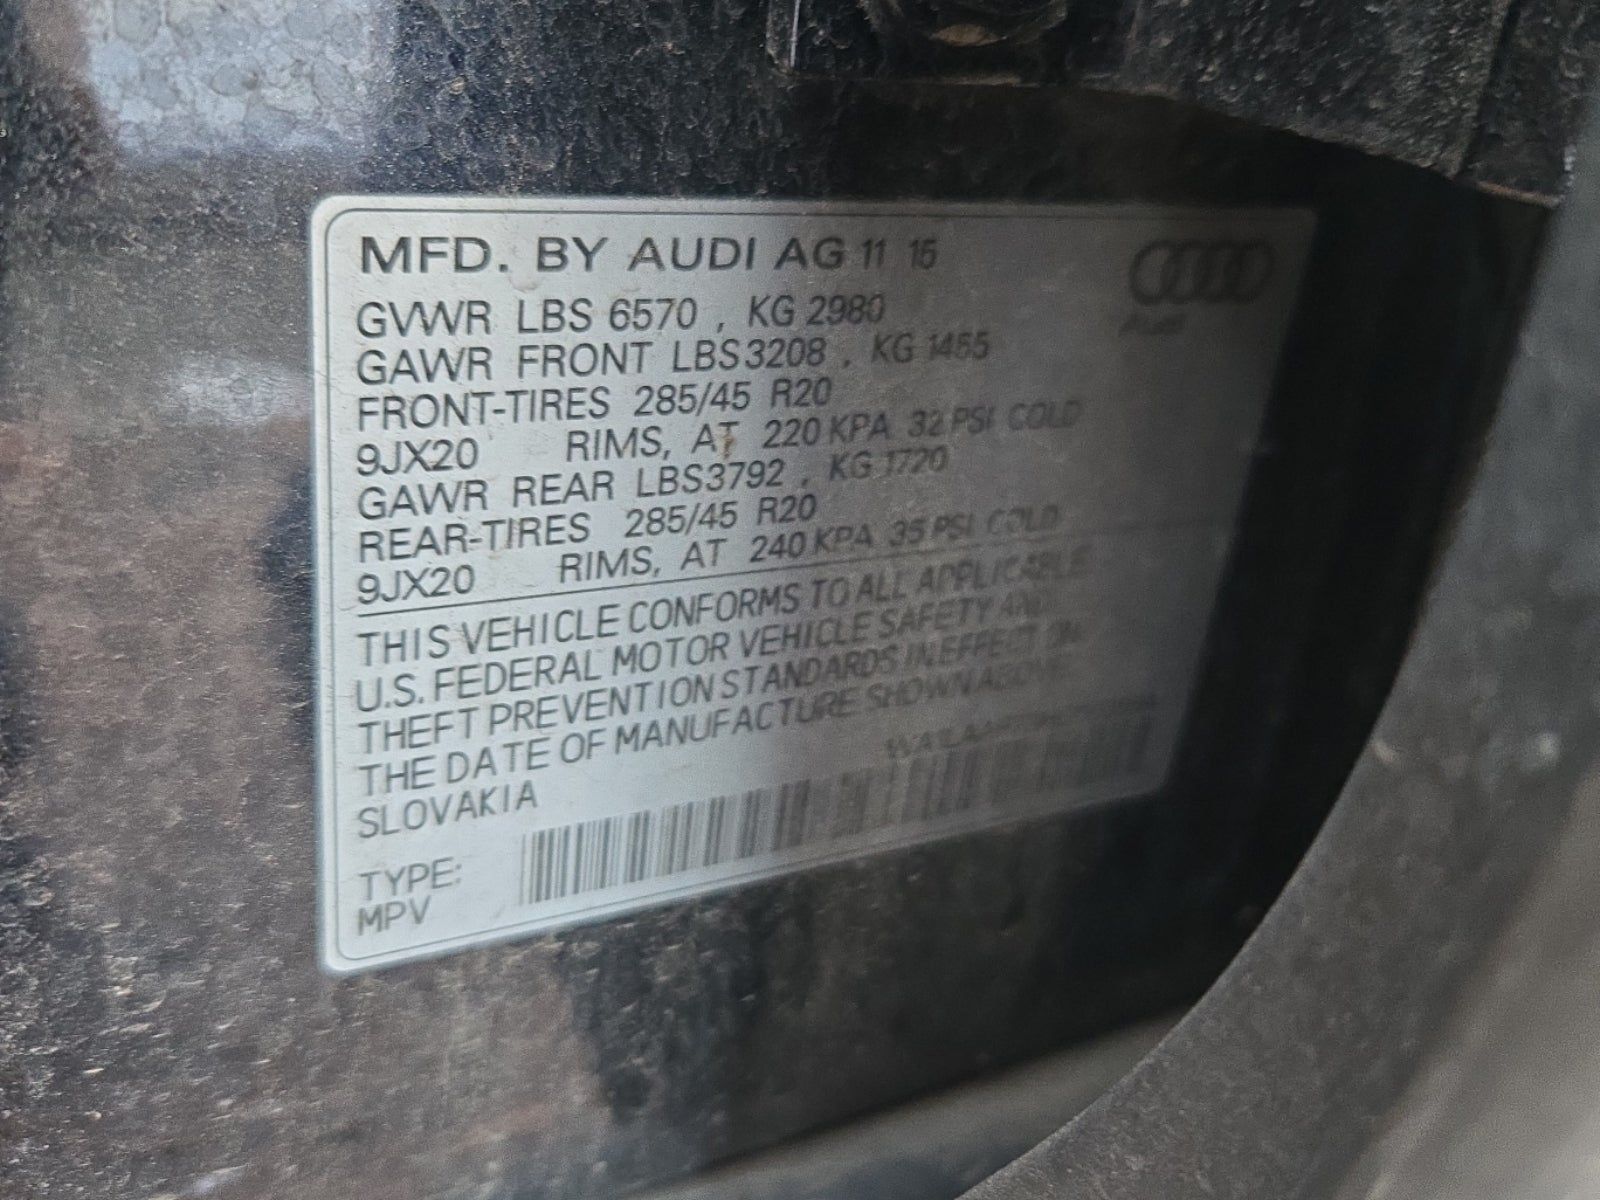 MFD. BY AUDI AG 11 15
GVWR LBS 6570 , KG 2980
GAWR FRONT LBS3208 , KG 1455
FRONT-TIRES 285/45 R20
9JX20 RIMS, AT 220 KPA 32 PSI COLD
GAWR REAR LBS3792 , KG 1720
REAR-TIRES 285/45 R20
9JX20 RIMS, AT 240 KPA 35 PSI COLD
THIS VEHICLE CONFORMS TO ALL APPLICABLE
U.S. FEDERAL MOTOR VEHICLE SAFETY AND
THEFT PREVENTION STANDARDS IN EFFECT ON
THE DATE OF MANUFACTURE SHOWN ABOVE.
SLOVAKIA
TYPE:
MPV
Audi